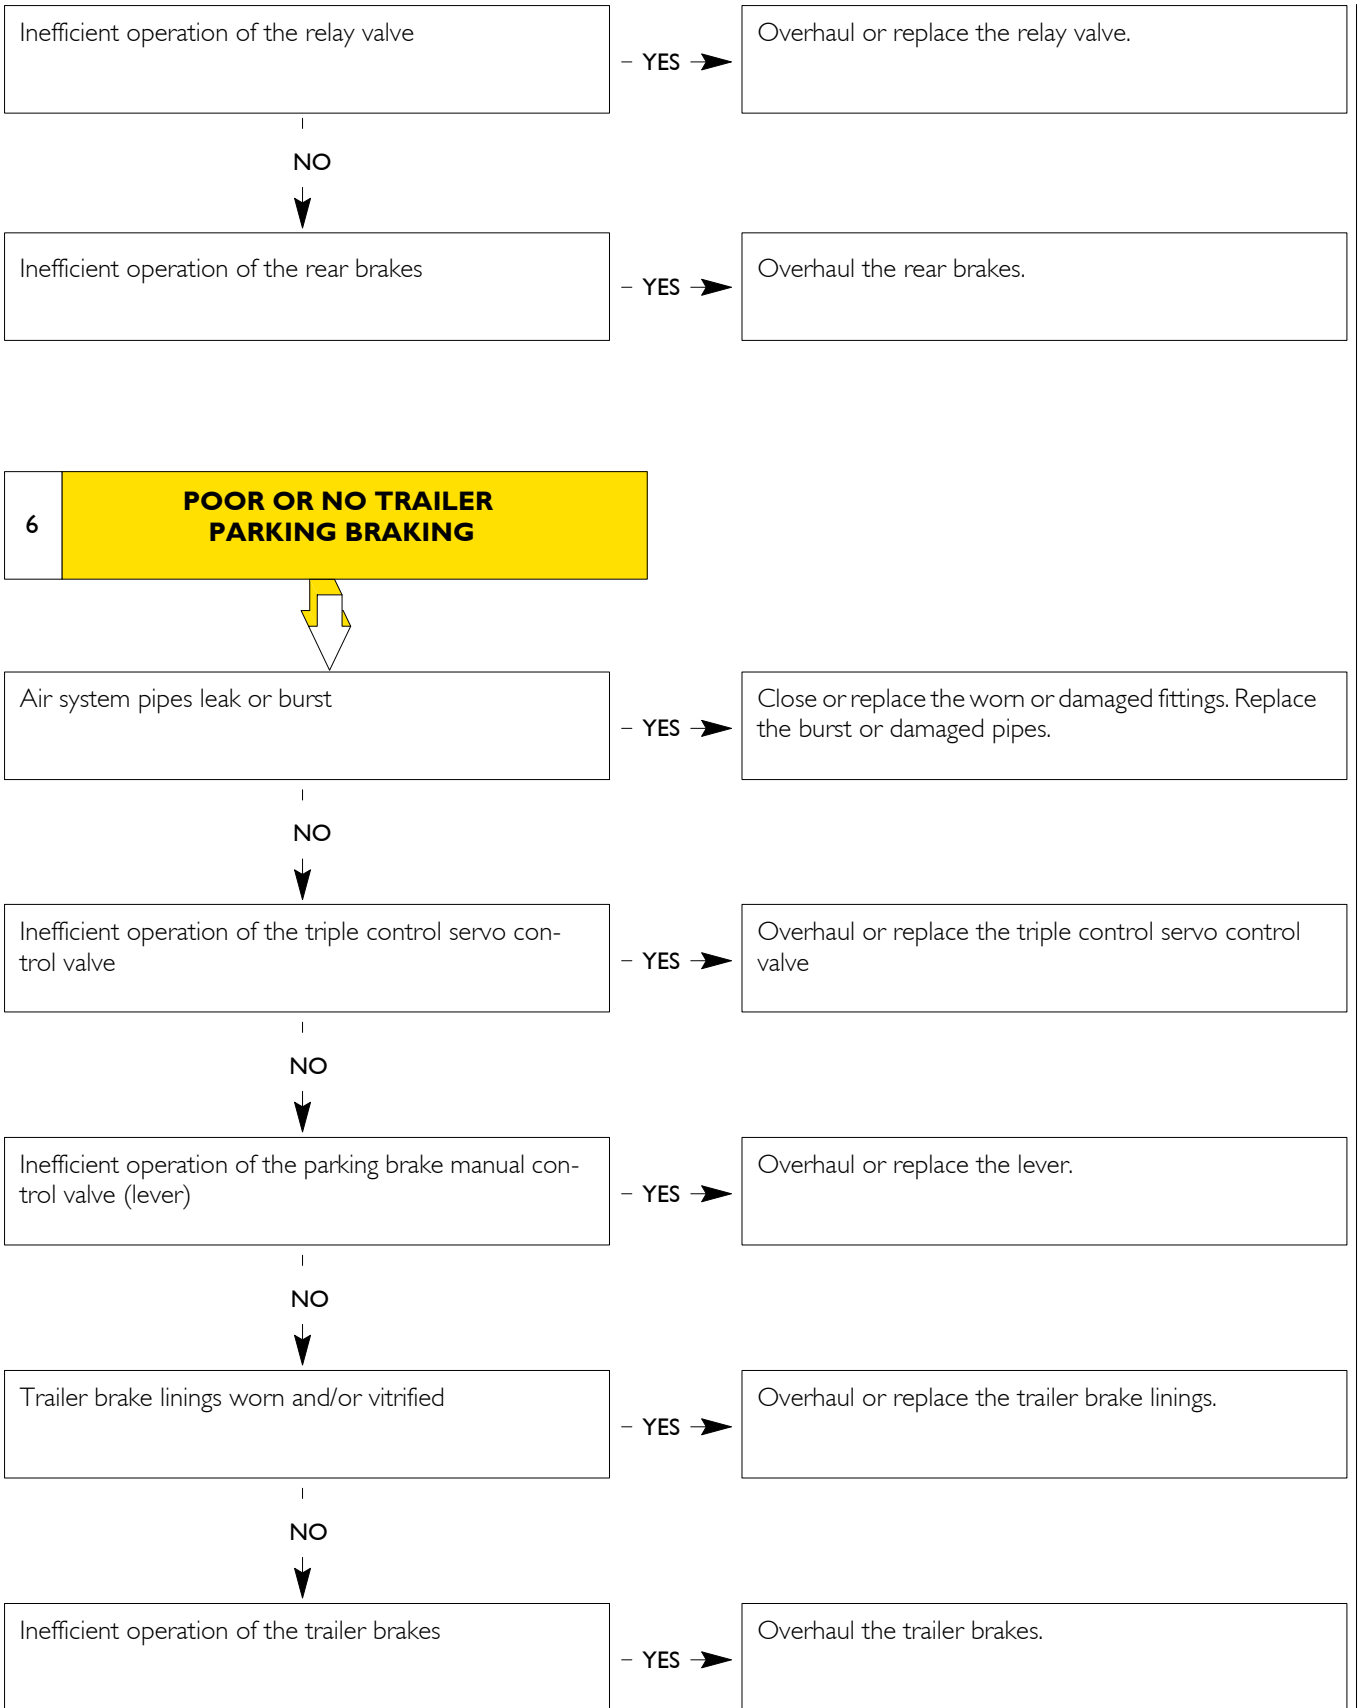 Inefficient operation of the relay valve
YES
Overhaul or replace the relay valve.
NO
Inefficient operation of the rear brakes
YES
Overhaul the rear brakes.
6
POOR OR NO TRAILER
PARKING BRAKING
Air system pipes leak or burst
YES
Close or replace the worn or damaged fittings. Replace
the burst or damaged pipes.
NO
Inefficient operation of the triple control servo con-
trol valve
YES
Overhaul or replace the triple control servo control
valve
NO
Inefficient operation of the parking brake manual con-
trol valve (lever)
YES
Overhaul or replace the lever.
NO
Trailer brake linings worn and/or vitrified
YES
Overhaul or replace the trailer brake linings.
NO
Inefficient operation of the trailer brakes
YES
Overhaul the trailer brakes.